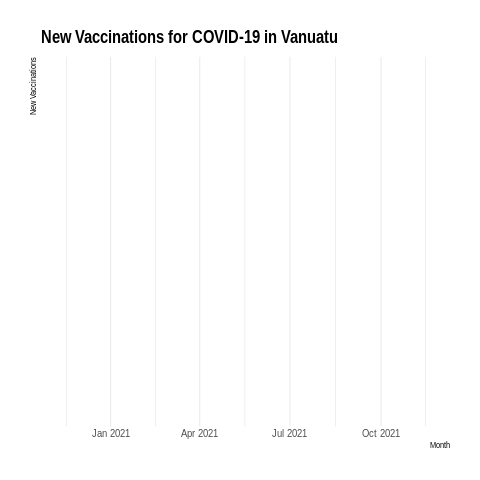 New Vaccinations for COVID-19 in Vanuatu
New Vaccinations
Jan 2021 Apr 2021 Jul 2021 Oct 2021
Month